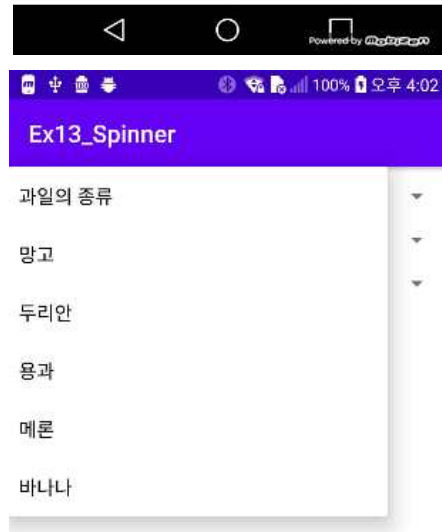 Powered by Mobizen
100% 오후 4:02
Ex13_Spinner
과일의 종류
망고
두리안
용과
메론
바나나